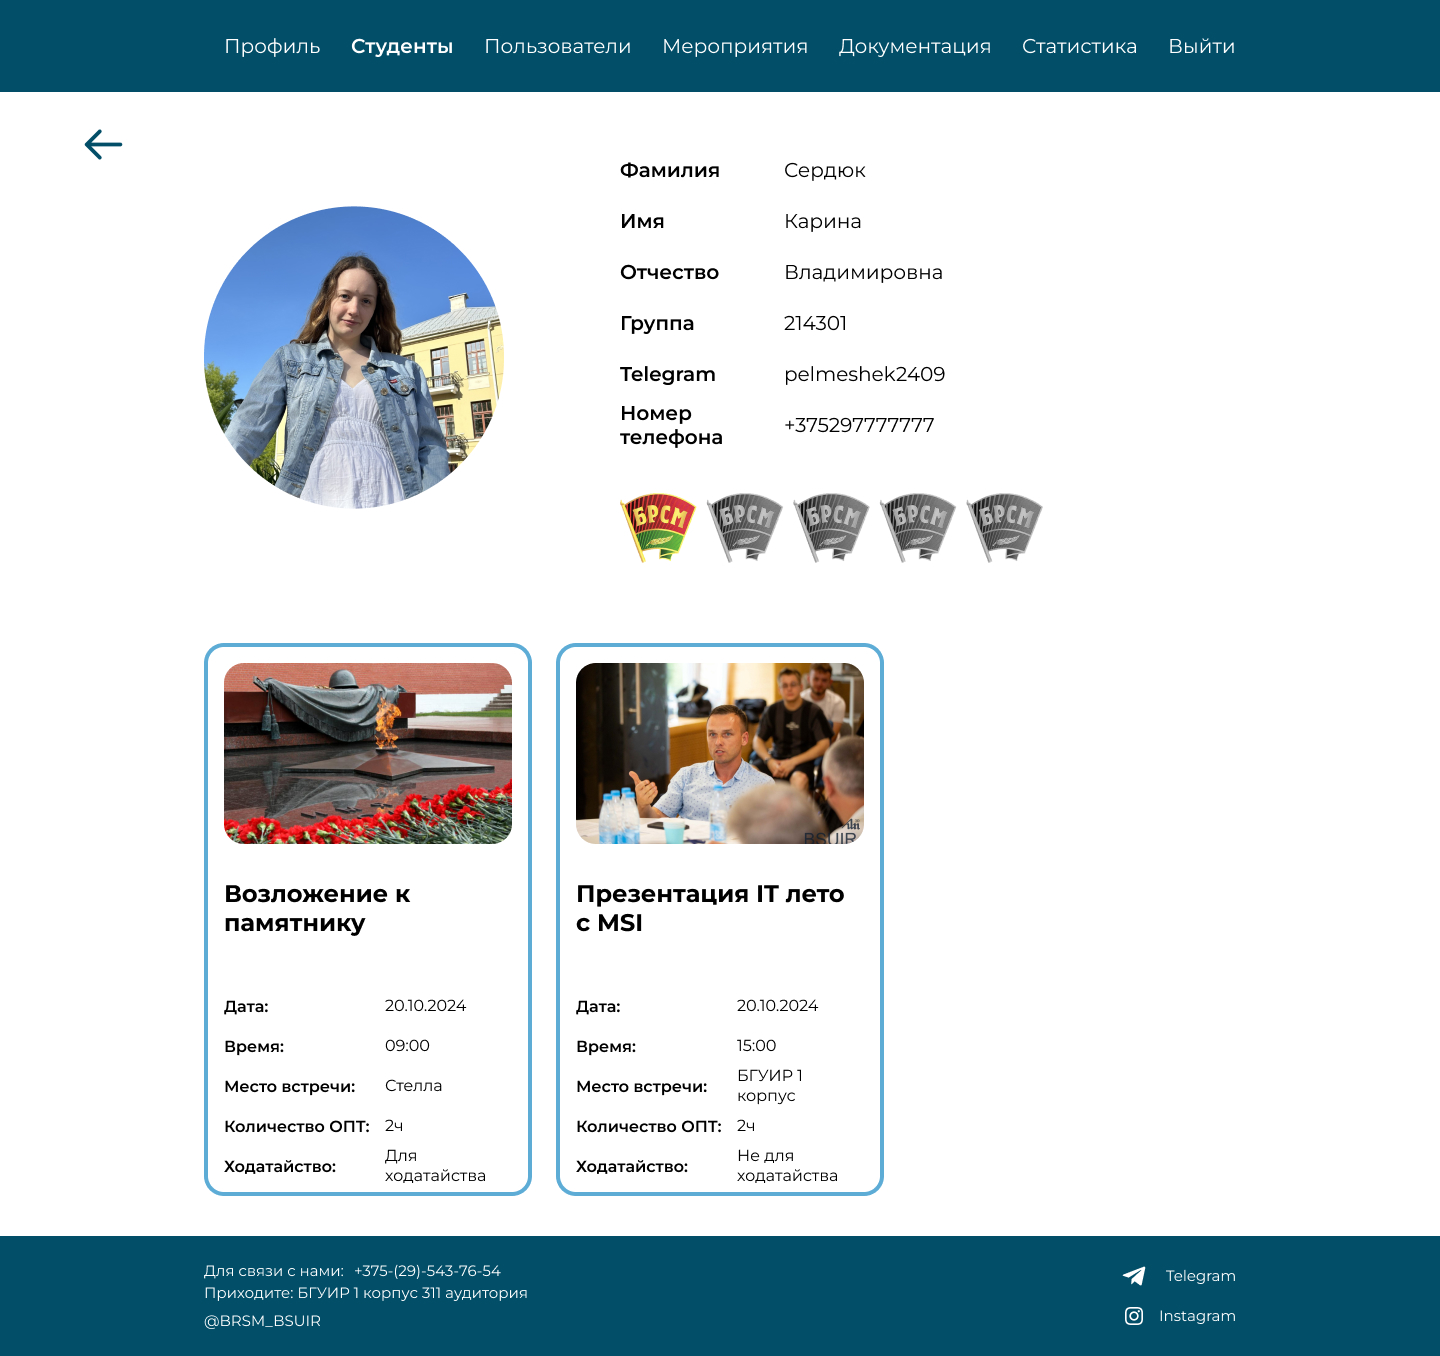 Профиль Студенты Пользователи Мероприятия Документация Статистика Выйти
Фамилия Сердюк
Имя Карина
Отчество Владимировна
Группа 214301
Telegram pelmeshek2409
Номер
телефона +375297777777
БРСМ БРСМ БРСМ БРСМ БРСМ
BSUIR
Возложение к
памятнику
Дата: 20.10.2024
Время: 09:00
Место встречи: Стелла
Количество ОПТ: 2ч
Ходатайство: Для
ходатайства
Презентация IT лето
с MSI
Дата: 20.10.2024
Время: 15:00
Место встречи: БГУИР 1
корпус
Количество ОПТ: 2ч
Ходатайство: Не для
ходатайства
Для связи с нами: +375-(29)-543-76-54
Приходите: БГУИР 1 корпус 311 аудитория
@BRSM_BSUIR
Telegram
Instagram